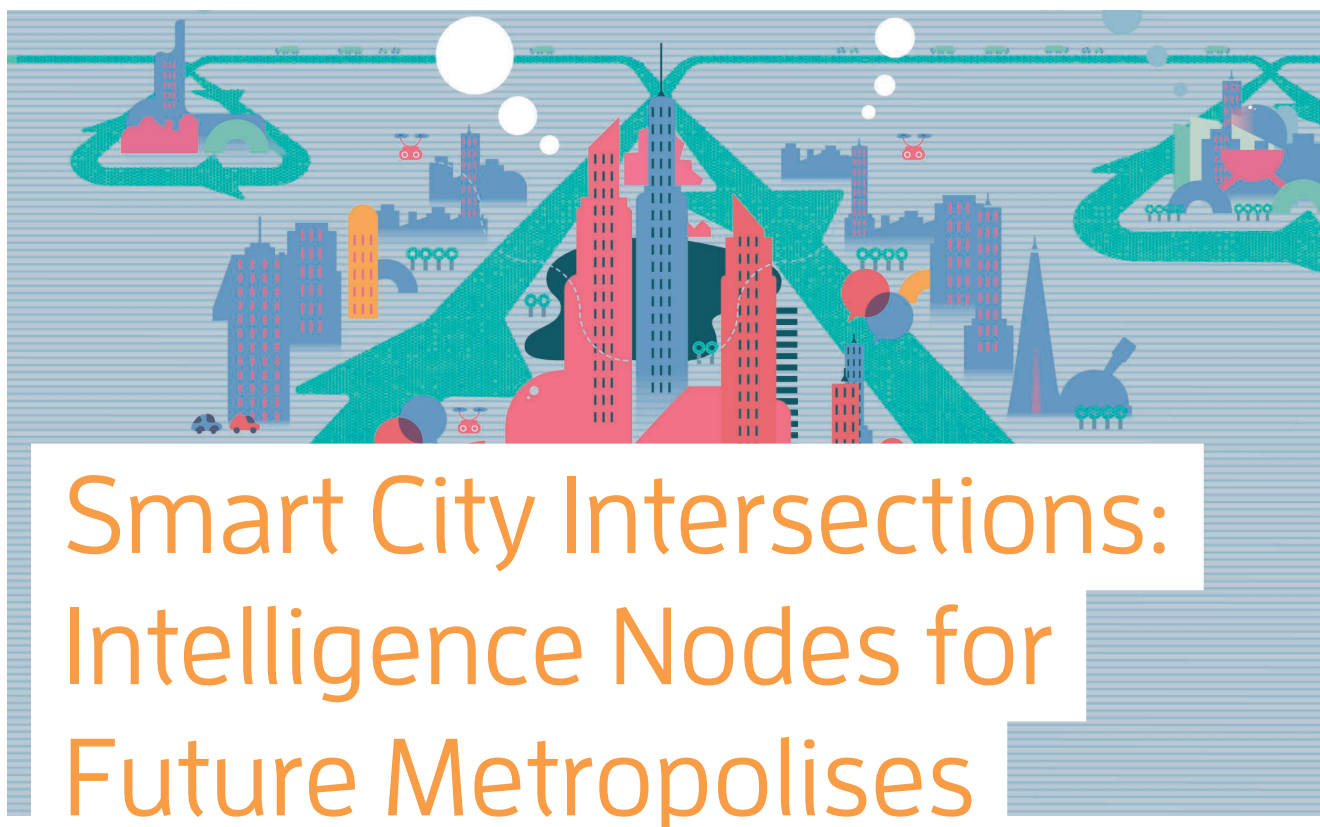 Smart City Intersections:
Intelligence Nodes for
Future Metropolises